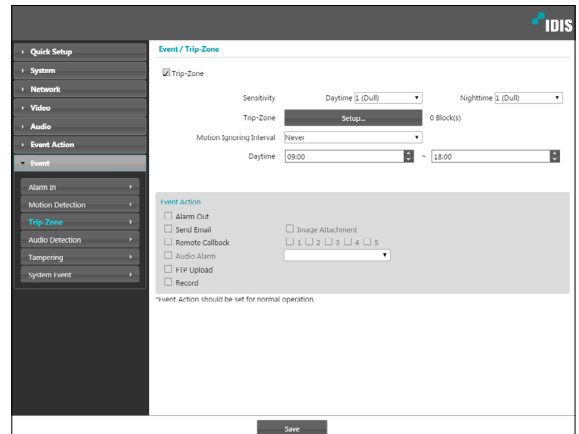 IDIS
Quick Setup
System
Network
Video
Audio
Event Action
Event
Alarm In
Motion Detection
Trip-Zone
Audio Detection
Tampering
System Event
Event / Trip-Zone
Trip-Zone
Sensitivity Daytime 1 (Dull) Nighttime 1 (Dull)
Trip-Zone Setup... 0 Block(s)
Motion Ignoring Interval Never
Daytime 09:00 ~ 18:00
Event Action
Alarm Out
Send Email Image Attachment
Remote Callback 1 2 3 4 5
Audio Alarm
FTP Upload
Record
*Event Action should be set for normal operation.
Save